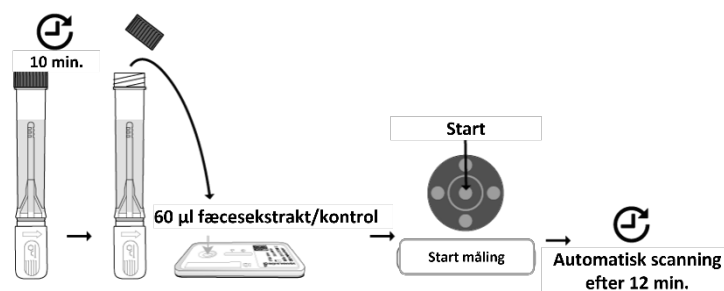 10 min.
60 µl fæcesekstrakt/kontrol
Start
Start måling
Automatisk scanning
efter 12 min.